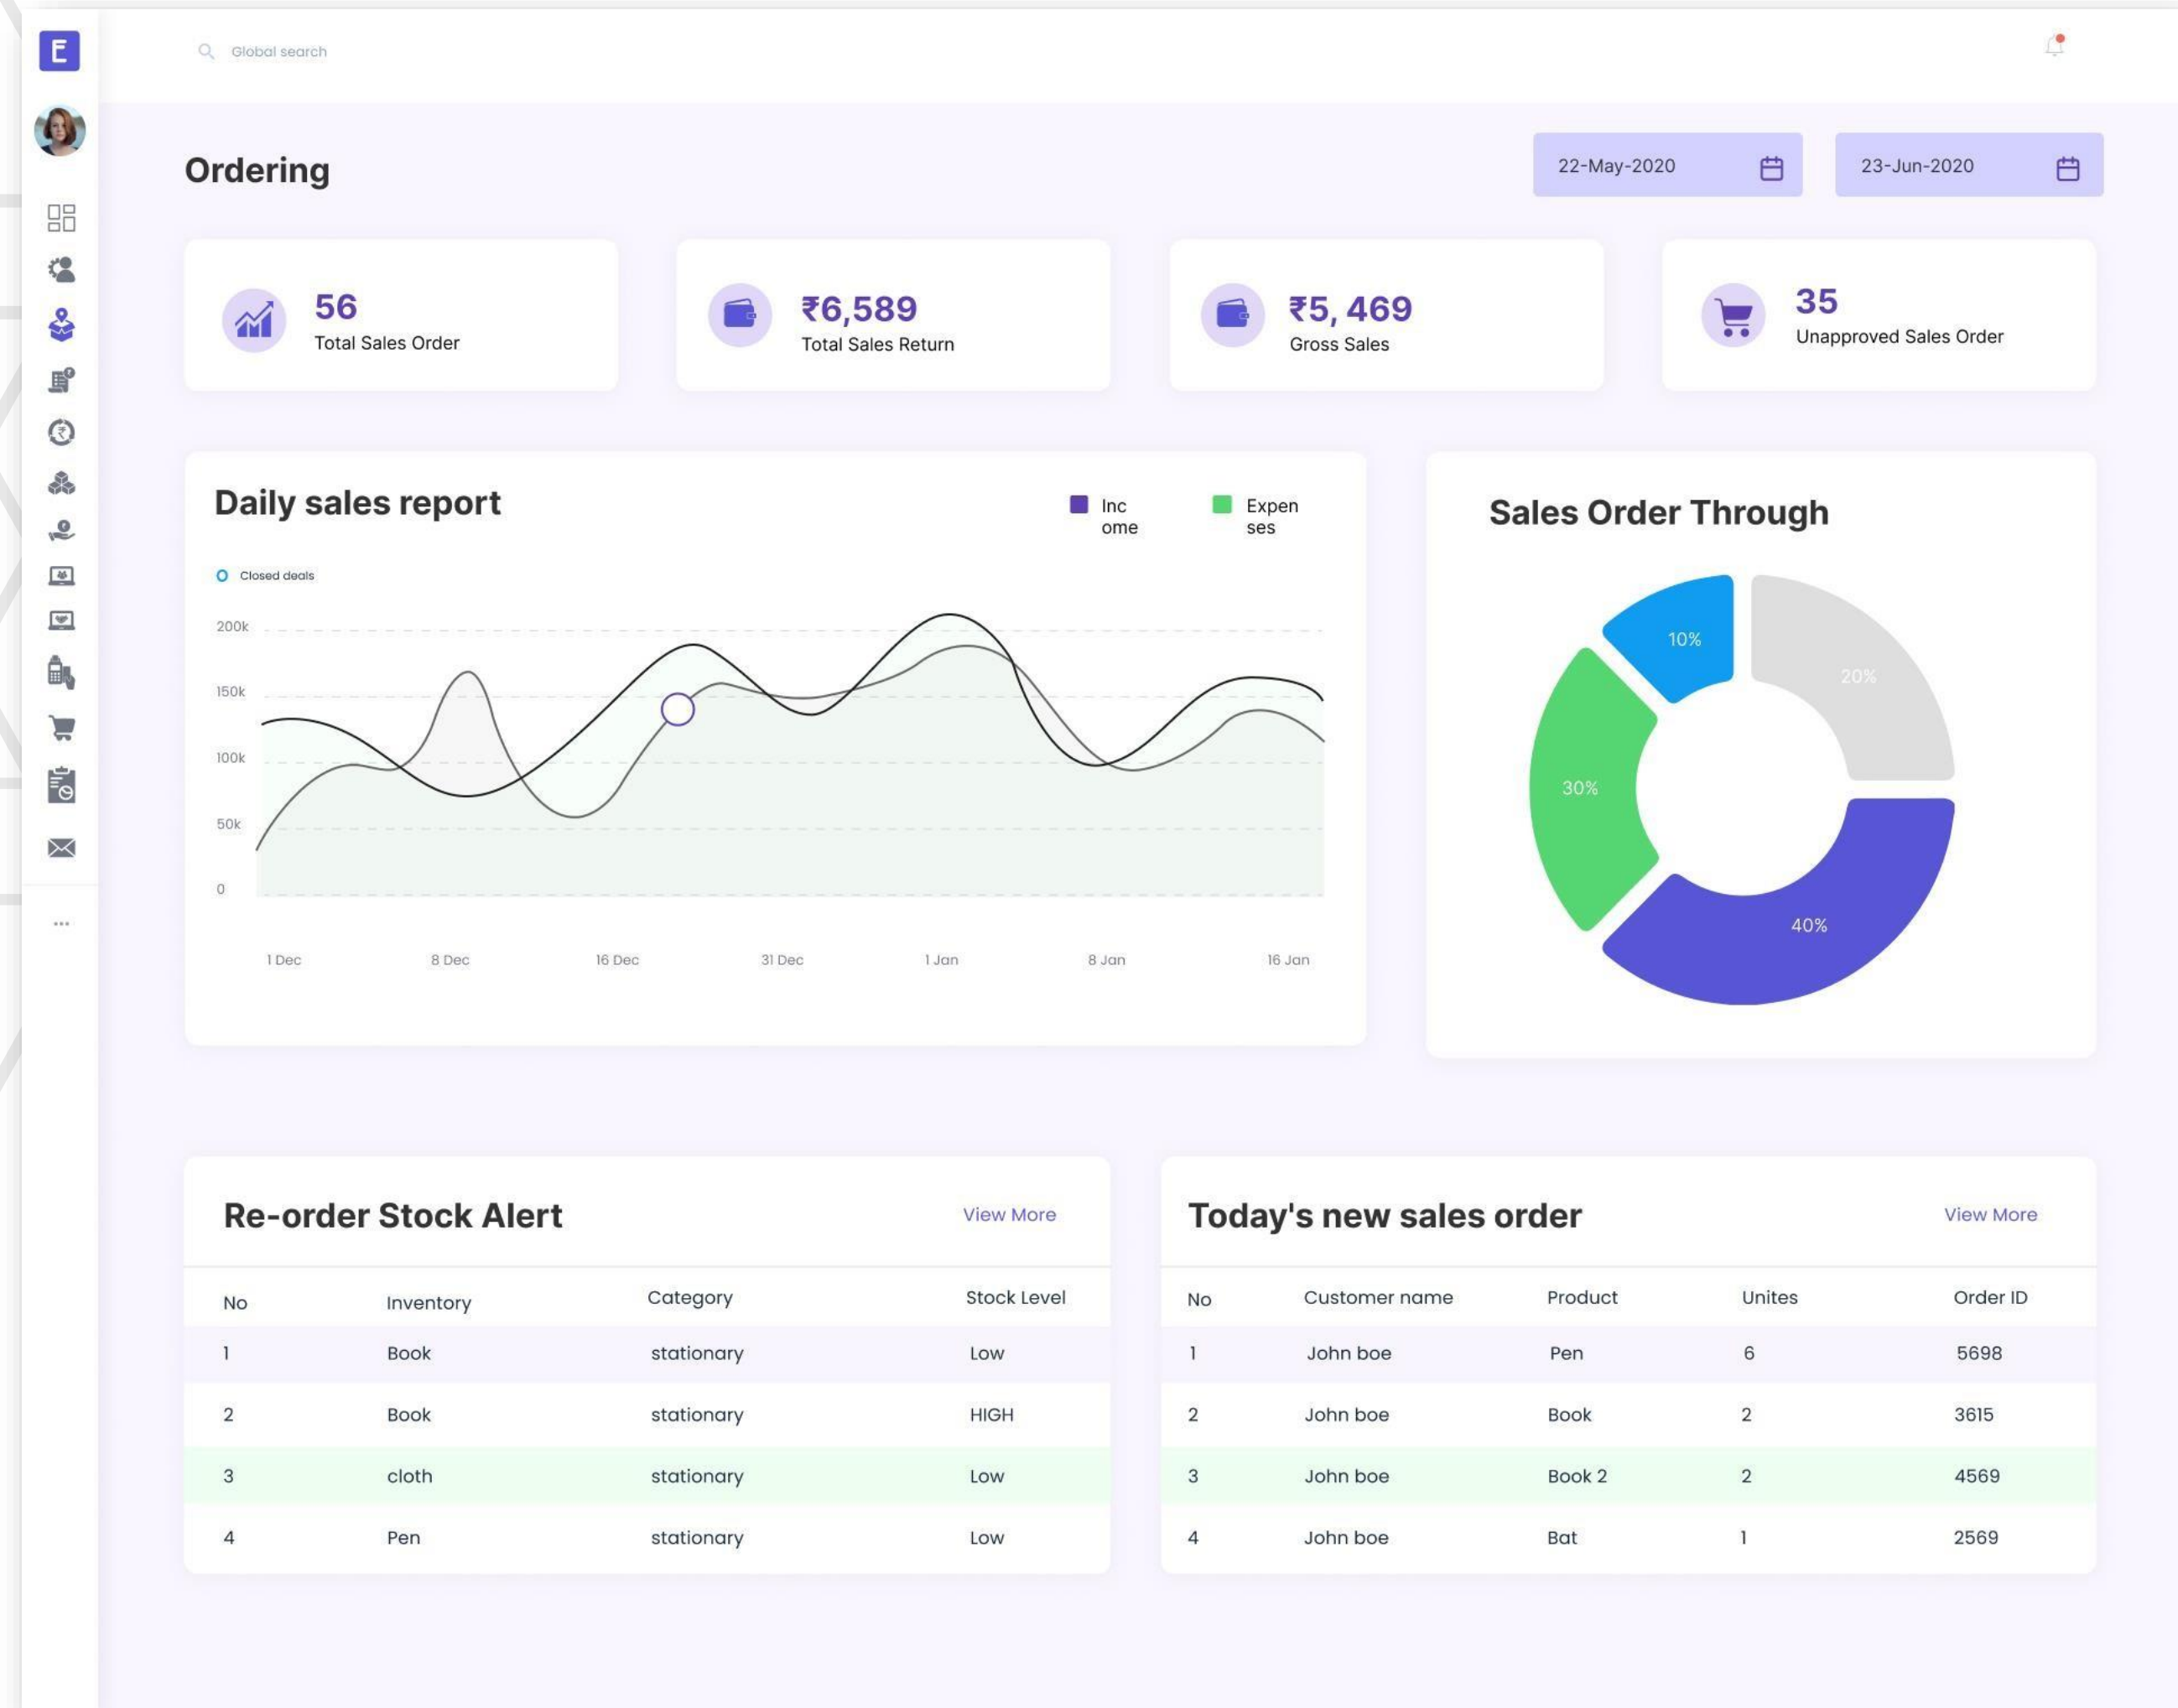 E
Global search
Ordering
22-May-2020
23-Jun-2020
56
Total Sales Order
₹6,589
Total Sales Return
₹5, 469
Gross Sales
35
Unapproved Sales Order
Daily sales report
Inc
ome
Expen
ses
Closed deals
200k
150k
100k
50k
0
1 Dec
8 Dec
16 Dec
31 Dec
1 Jan
8 Jan
16 Jan
Sales Order Through
10%
20%
30%
40%
Re-order Stock Alert
View More
No Inventory Category Stock Level
1 Book stationary Low
2 Book stationary HIGH
3 cloth stationary Low
4 Pen stationary Low
Today's new sales order
View More
No Customer name Product Unites Order ID
1 John boe Pen 6 5698
2 John boe Book 2 3615
3 John boe Book 2 2 4569
4 John boe Bat 1 2569